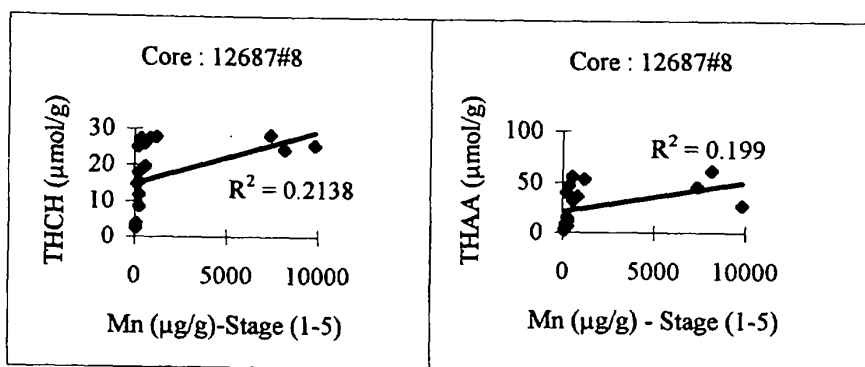 Core : 12687#8
THCH (µmol/g)
30
20
10
0
R² = 0.2138
0 5000 10000
Mn (µg/g)-Stage (1-5)
Core : 12687#8
THAA (µmol/g)
100
50
0
R² = 0.199
0 5000 10000
Mn (µg/g) - Stage (1-5)